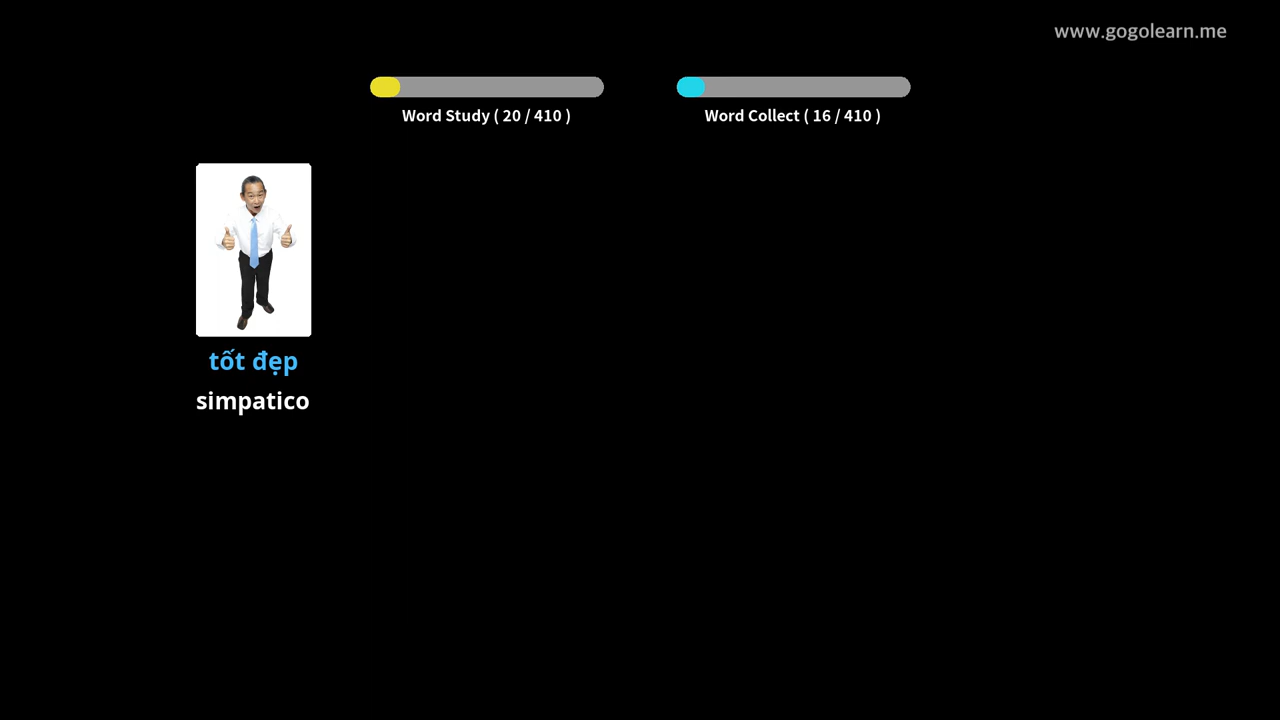 www.gogolearn.me
Word Study ( 20 / 410 )
Word Collect ( 16 / 410 )
tốt đẹp
simpatico